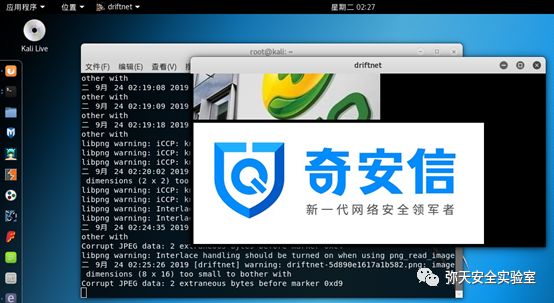 应用程序 位置 driftnet 星期二 02:27
Kali Live
root@kali: ~
文件(F) 编辑(E) 查看(V)
driftnet
other with
二 9月 24 02:19:08 2019
other with
二 9月 24 02:19:09 2019
other with
二 9月 24 02:19:18 2019
other with
libpng warning: iCCP:
libpng warning: iCCP:
libpng warning: iCCP:
二 9月 24 02:20:02 2019
dimensions (2 x 2) too
libpng warning: iCCP:
libpng warning: iCCP:
libpng warning: Interlac
libpng warning: Interla
二 9月 24 02:24:35 2019
other with
Corrupt JPEG data: 2 extraneous bytes before marker 0xd9
libpng warning: Interlace handling should be turned on when using png_read_image
二 9月 24 02:25:26 2019 [driftnet] warning: driftnet-5d890e1617a1b582.png: image
dimensions (8 x 16) too small to bother with
Corrupt JPEG data: 2 extraneous bytes before marker 0xd9
奇安信
新一代网络安全领军者
弥天安全实验室